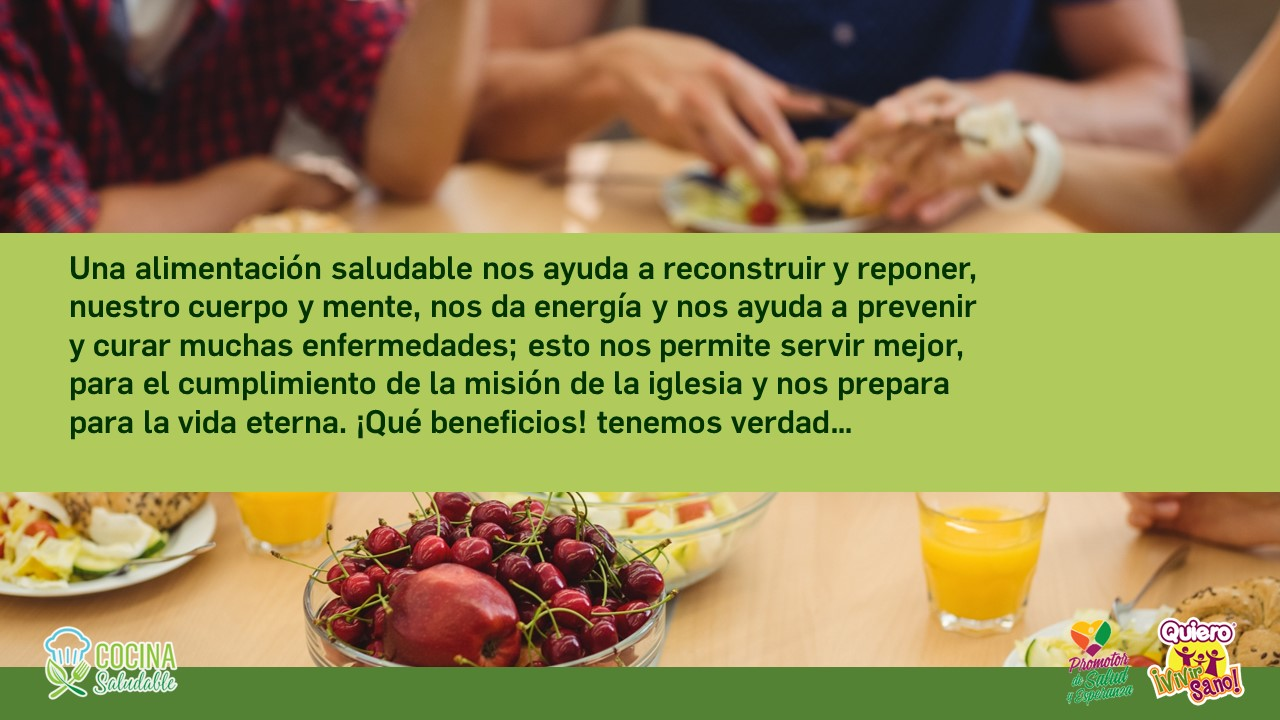 Una alimentación saludable nos ayuda a reconstruir y reponer,
nuestro cuerpo y mente, nos da energía y nos ayuda a prevenir
y curar muchas enfermedades; esto nos permite servir mejor,
para el cumplimiento de la misión de la iglesia y nos prepara
para la vida eterna. ¡Qué beneficios! tenemos verdad...
COCINA
Saludable
Promotor
de Salud
y Esperanza
Quiero
¡Vivir
Sano!